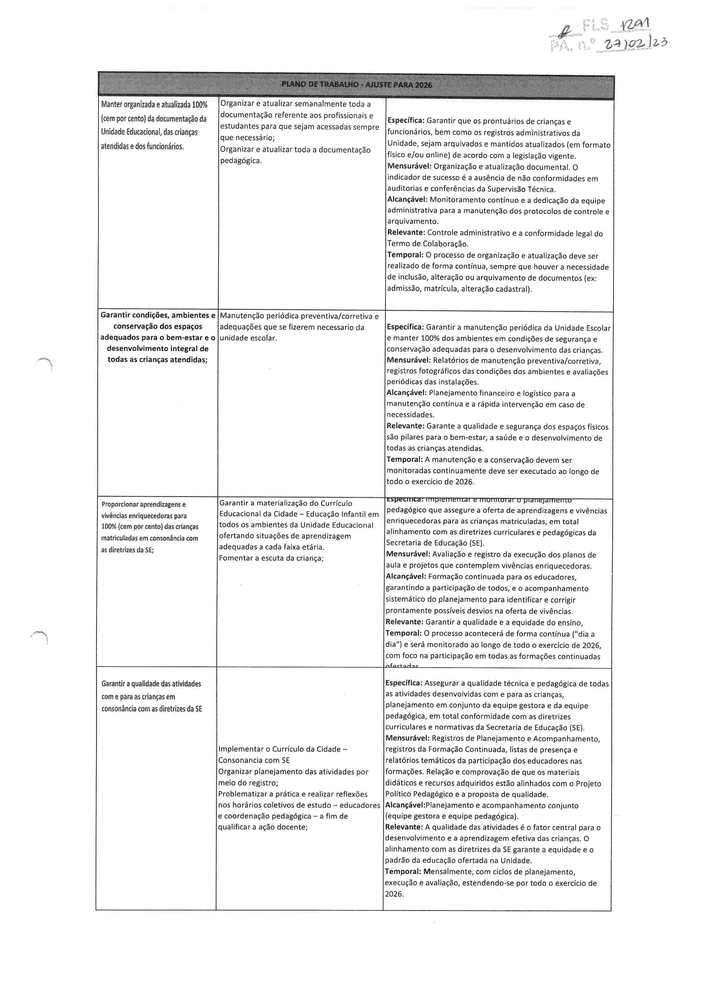 FLS 1291
PA. n.º 27102/23
PLANO DE TRABALHO - AJUSTE PARA 2026
Manter organizada e atualizada 100%
(cem por cento) da documentação da
Unidade Educacional, das crianças
atendidas e dos funcionários.
Organizar e atualizar semanalmente toda a
documentação referente aos profissionais e
estudantes para que sejam acessadas sempre
que necessário;
Organizar e atualizar toda a documentação
pedagógica.
Específica: Garantir que os prontuários de crianças e
funcionários, bem como os registros administrativos da
Unidade, sejam arquivados e mantidos atualizados (em formato
físico e/ou online) de acordo com a legislação vigente.
Mensurável: Organização e atualização documental. O
indicador de sucesso é a ausência de não conformidades em
auditorias e conferências da Supervisão Técnica.
Alcançável: Monitoramento contínuo e a dedicação da equipe
administrativa para a manutenção dos protocolos de controle e
arquivamento.
Relevante: Controle administrativo e a conformidade legal do
Termo de Colaboração.
Temporal: O processo de organização e atualização deve ser
realizado de forma contínua, sempre que houver a necessidade
de inclusão, alteração ou arquivamento de documentos (ex:
admissão, matrícula, alteração cadastral).
Garantir condições, ambientes e
conservação dos espaços
adequados para o bem-estar e o
desenvolvimento integral de
todas as crianças atendidas;
Manutenção periódica preventiva/corretiva e
adequações que se fizerem necessario da
unidade escolar.
Específica: Garantir a manutenção periódica da Unidade Escolar
e manter 100% dos ambientes em condições de segurança e
conservação adequadas para o desenvolvimento das crianças.
Mensurável: Relatórios de manutenção preventiva/corretiva,
registros fotográficos das condições dos ambientes e avaliações
periódicas das instalações.
Alcançável: Planejamento financeiro e logístico para a
manutenção contínua e a rápida intervenção em caso de
necessidades.
Relevante: Garante a qualidade e segurança dos espaços físicos
são pilares para o bem-estar, a saúde e o desenvolvimento de
todas as crianças atendidas.
Temporal: A manutenção e a conservação devem ser
monitoradas continuamente deve ser executado ao longo de
todo o exercício de 2026.
Proporcionar aprendizagens e
vivências enriquecedoras para
100% (cem por cento) das crianças
matriculadas em consonância com
as diretrizes da SE;
Garantir a materialização do Currículo
Educacional da Cidade – Educação Infantil em
todos os ambientes da Unidade Educacional
ofertando situações de aprendizagem
adequadas a cada faixa etária.
Fomentar a escuta da criança;
Específica: Implementar e monitorar o planejamento
pedagógico que assegure a oferta de aprendizagens e vivências
enriquecedoras para as crianças matriculadas, em total
alinhamento com as diretrizes curriculares e pedagógicas da
Secretaria de Educação (SE).
Mensurável: Avaliação e registro da execução dos planos de
aula e projetos que contemplem vivências enriquecedoras.
Alcançável: Formação continuada para os educadores,
garantindo a participação de todos, e o acompanhamento
sistemático do planejamento para identificar e corrigir
prontamente possíveis desvios na oferta de vivências.
Relevante: Garantir a qualidade e a equidade do ensino,
Temporal: O processo acontecerá de forma contínua ("dia a
dia") e será monitorado ao longo de todo o exercício de 2026,
com foco na participação em todas as formações continuadas
ofertadas
Garantir a qualidade das atividades
com e para as crianças em
consonância com as diretrizes da SE
Implementar o Currículo da Cidade –
Consonancia com SE
Organizar planejamento das atividades por
meio do registro;
Problematizar a prática e realizar reflexões
nos horários coletivos de estudo – educadores
e coordenação pedagógica – a fim de
qualificar a ação docente;
Específica: Assegurar a qualidade técnica e pedagógica de todas
as atividades desenvolvidas com e para as crianças,
planejamento em conjunto da equipe gestora e da equipe
pedagógica, em total conformidade com as diretrizes
curriculares e normativas da Secretaria de Educação (SE).
Mensurável: Registros de Planejamento e Acompanhamento,
registros da Formação Continuada, listas de presença e
relatórios temáticos da participação dos educadores nas
formações. Relação e comprovação de que os materiais
didáticos e recursos adquiridos estão alinhados com o Projeto
Político Pedagógico e a proposta de qualidade.
Alcançável:Planejamento e acompanhamento conjunto
(equipe gestora e equipe pedagógica).
Relevante: A qualidade das atividades é o fator central para o
desenvolvimento e a aprendizagem efetiva das crianças. O
alinhamento com as diretrizes da SE garante a equidade e o
padrão da educação ofertada na Unidade.
Temporal: Mensalmente, com ciclos de planejamento,
execução e avaliação, estendendo-se por todo o exercício de
2026.